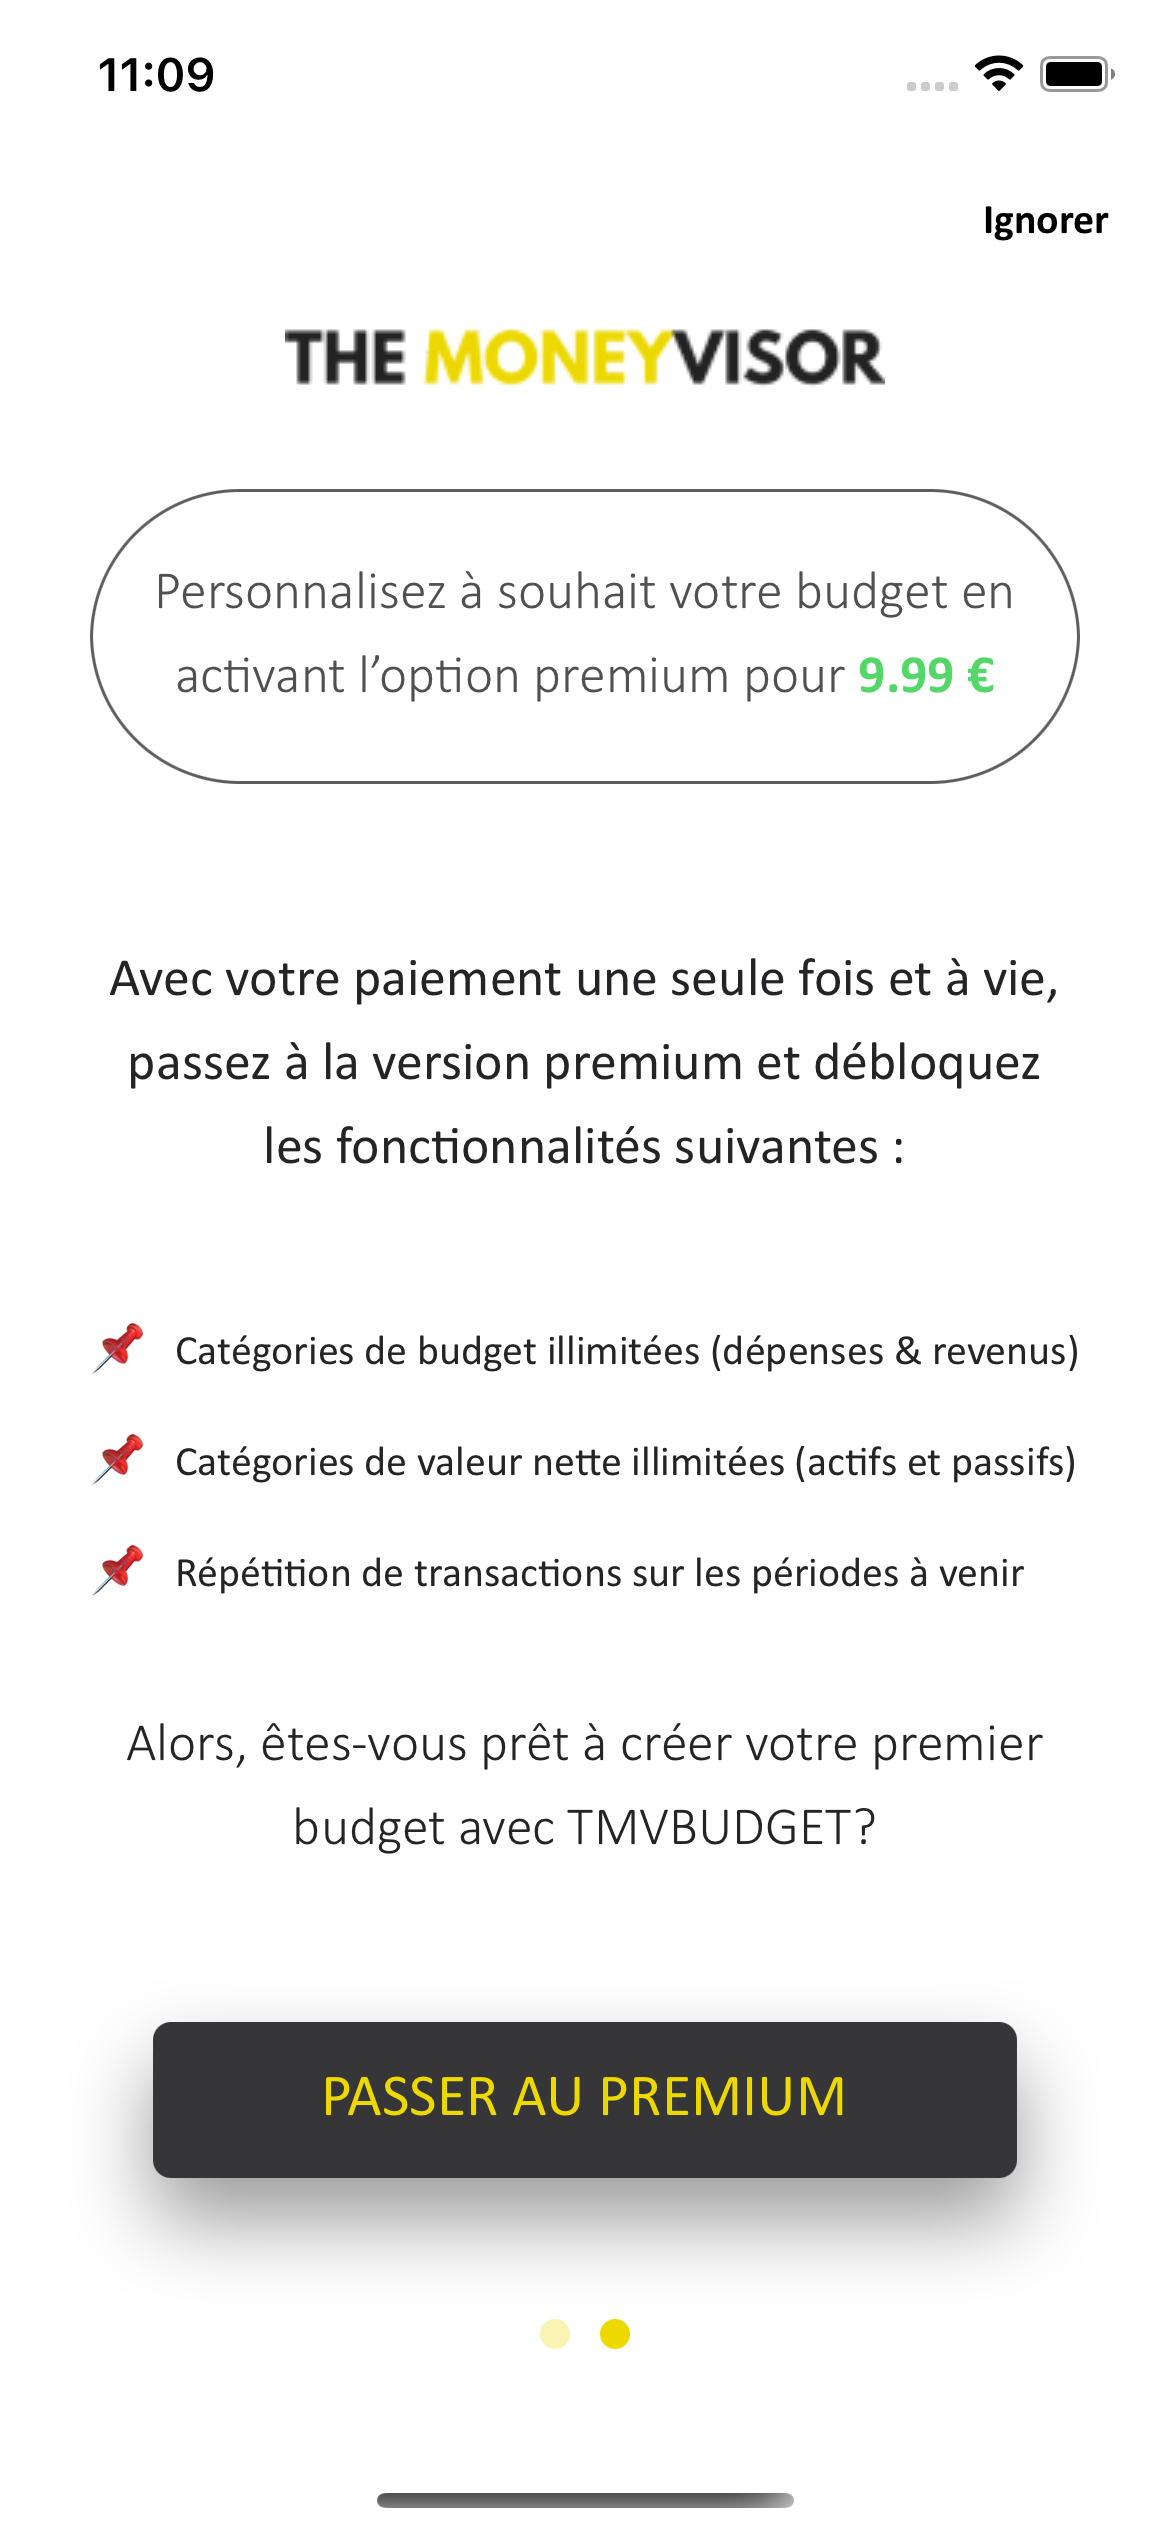 11:09
Ignorer
THE MONEYVISOR
Personnalisez à souhait votre budget en
activant l’option premium pour 9.99 €
Avec votre paiement une seule fois et à vie,
passez à la version premium et débloquez
les fonctionnalités suivantes :
Catégories de budget illimitées (dépenses & revenus)
Catégories de valeur nette illimitées (actifs et passifs)
Répétition de transactions sur les périodes à venir
Alors, êtes-vous prêt à créer votre premier
budget avec TMVBUDGET?
PASSER AU PREMIUM